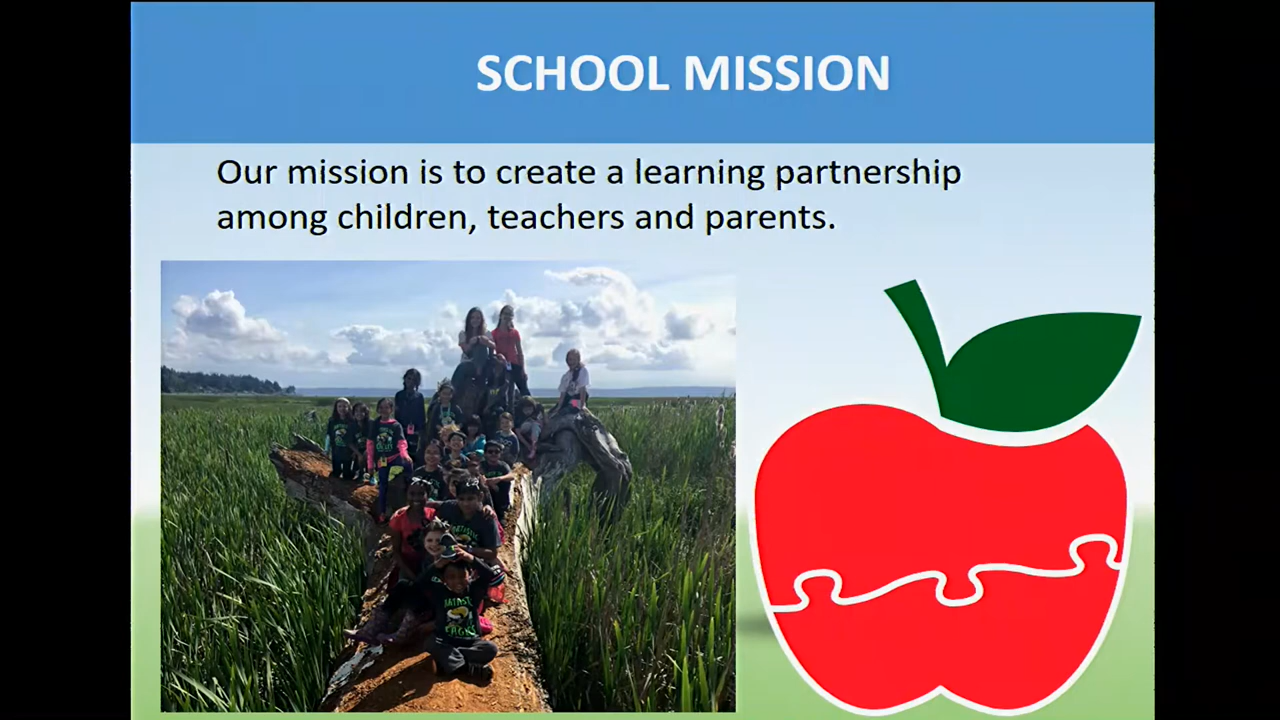 SCHOOL MISSION
Our mission is to create a learning partnership
among children, teachers and parents.